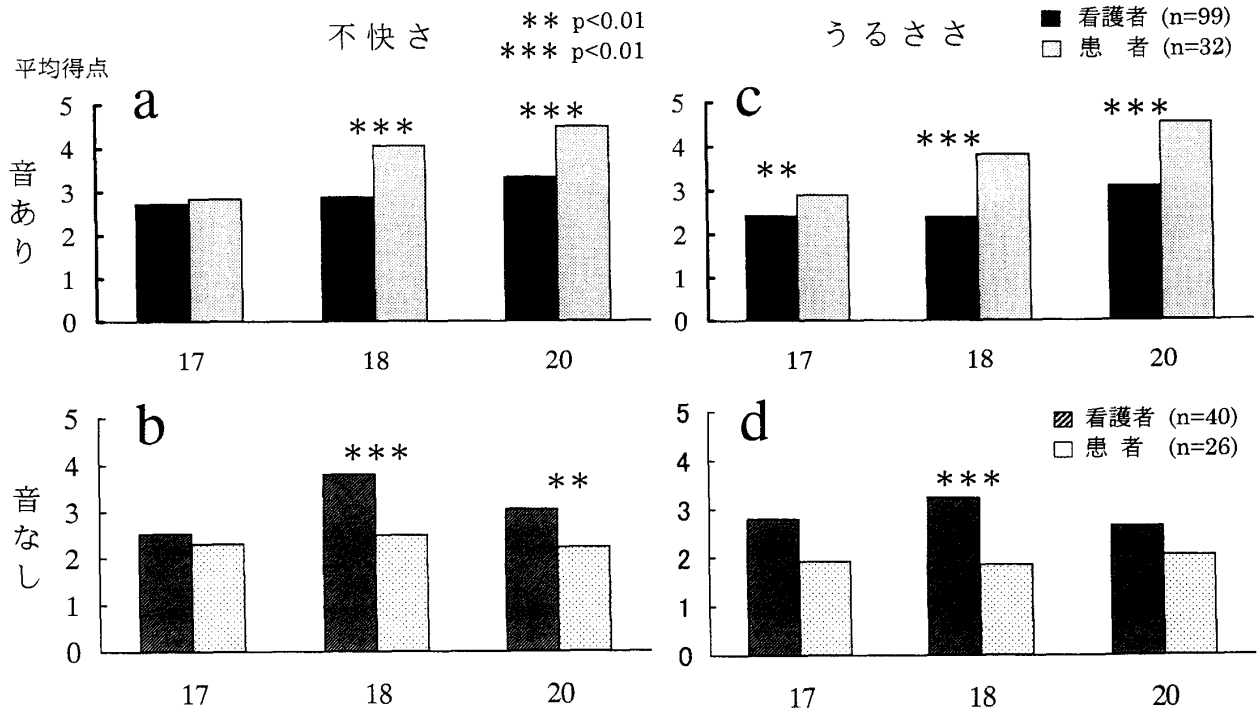 不快さ
** p<0.01
*** p<0.01
うるささ
看護者 (n=99)
患 者 (n=32)
平均得点
音あり
a
5
4
3
2
1
0
***
***
17 18 20
c
5
4
3
2
1
0
**
***
***
17 18 20
音なし
b
5
4
3
2
1
0
***
**
17 18 20
d
5
4
3
2
1
0
***
看護者 (n=40)
患 者 (n=26)
17 18 20